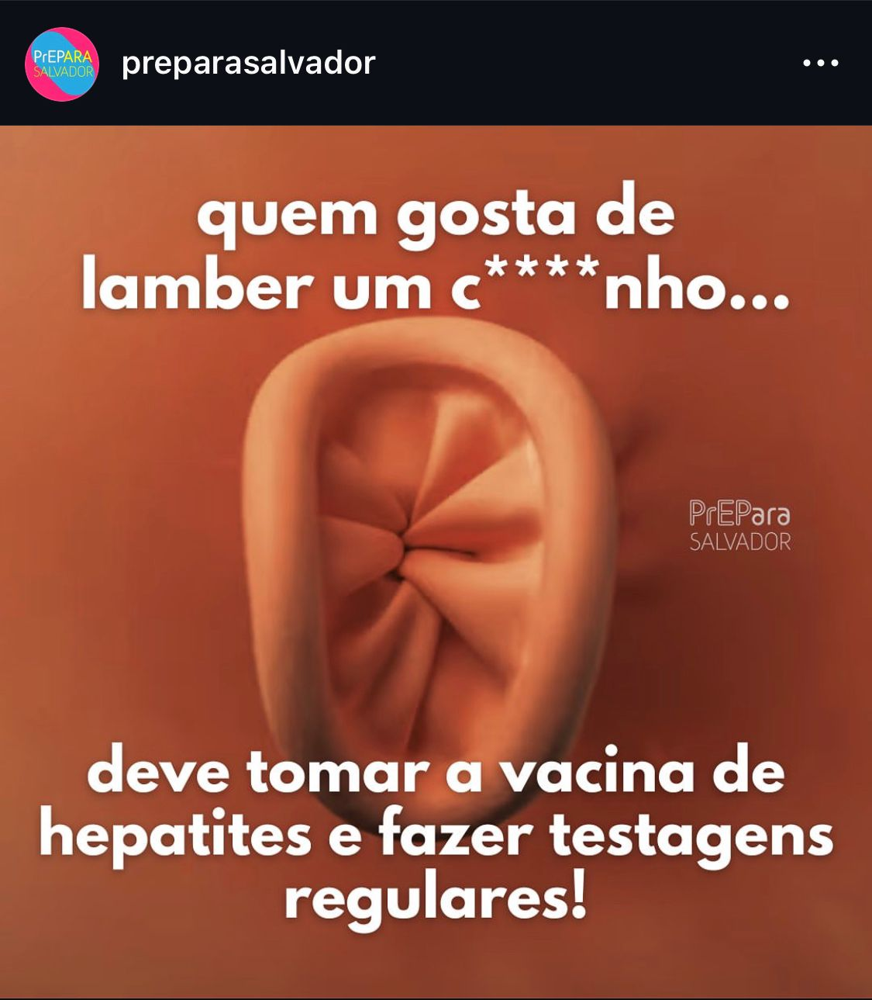 PrEPARA
SALVADOR
preparasalvador
quem gosta de
lamber um c****nho...
PrEPara
SALVADOR
deve tomar a vacina de
hepatites e fazer testagens
regulares!